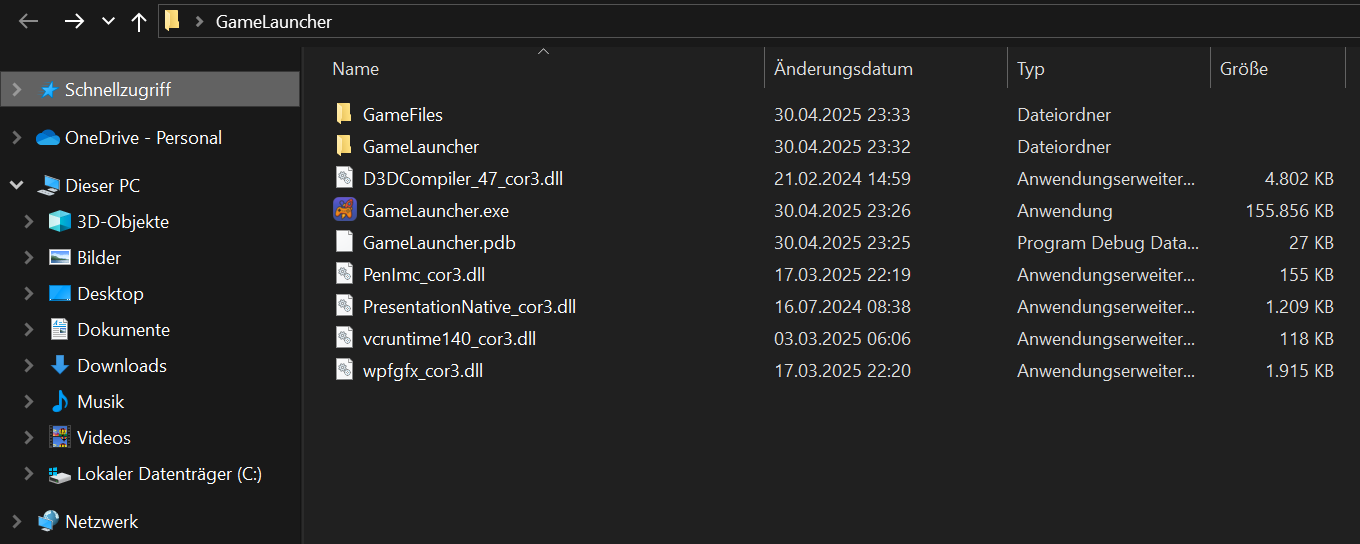 GameLauncher
Name Änderungsdatum Typ Größe
Schnellzugriff
OneDrive - Personal
Dieser PC
3D-Objekte
Bilder
Desktop
Dokumente
Downloads
Musik
Videos
Lokaler Datenträger (C:)
Netzwerk
GameFiles 30.04.2025 23:33 Dateiordner
GameLauncher 30.04.2025 23:32 Dateiordner
D3DCompiler_47_cor3.dll 21.02.2024 14:59 Anwendungserweiter... 4.802 KB
GameLauncher.exe 30.04.2025 23:26 Anwendung 155.856 KB
GameLauncher.pdb 30.04.2025 23:25 Program Debug Data... 27 KB
PenImc_cor3.dll 17.03.2025 22:19 Anwendungserweiter... 155 KB
PresentationNative_cor3.dll 16.07.2024 08:38 Anwendungserweiter... 1.209 KB
vcruntime140_cor3.dll 03.03.2025 06:06 Anwendungserweiter... 118 KB
wpfgfx_cor3.dll 17.03.2025 22:20 Anwendungserweiter... 1.915 KB